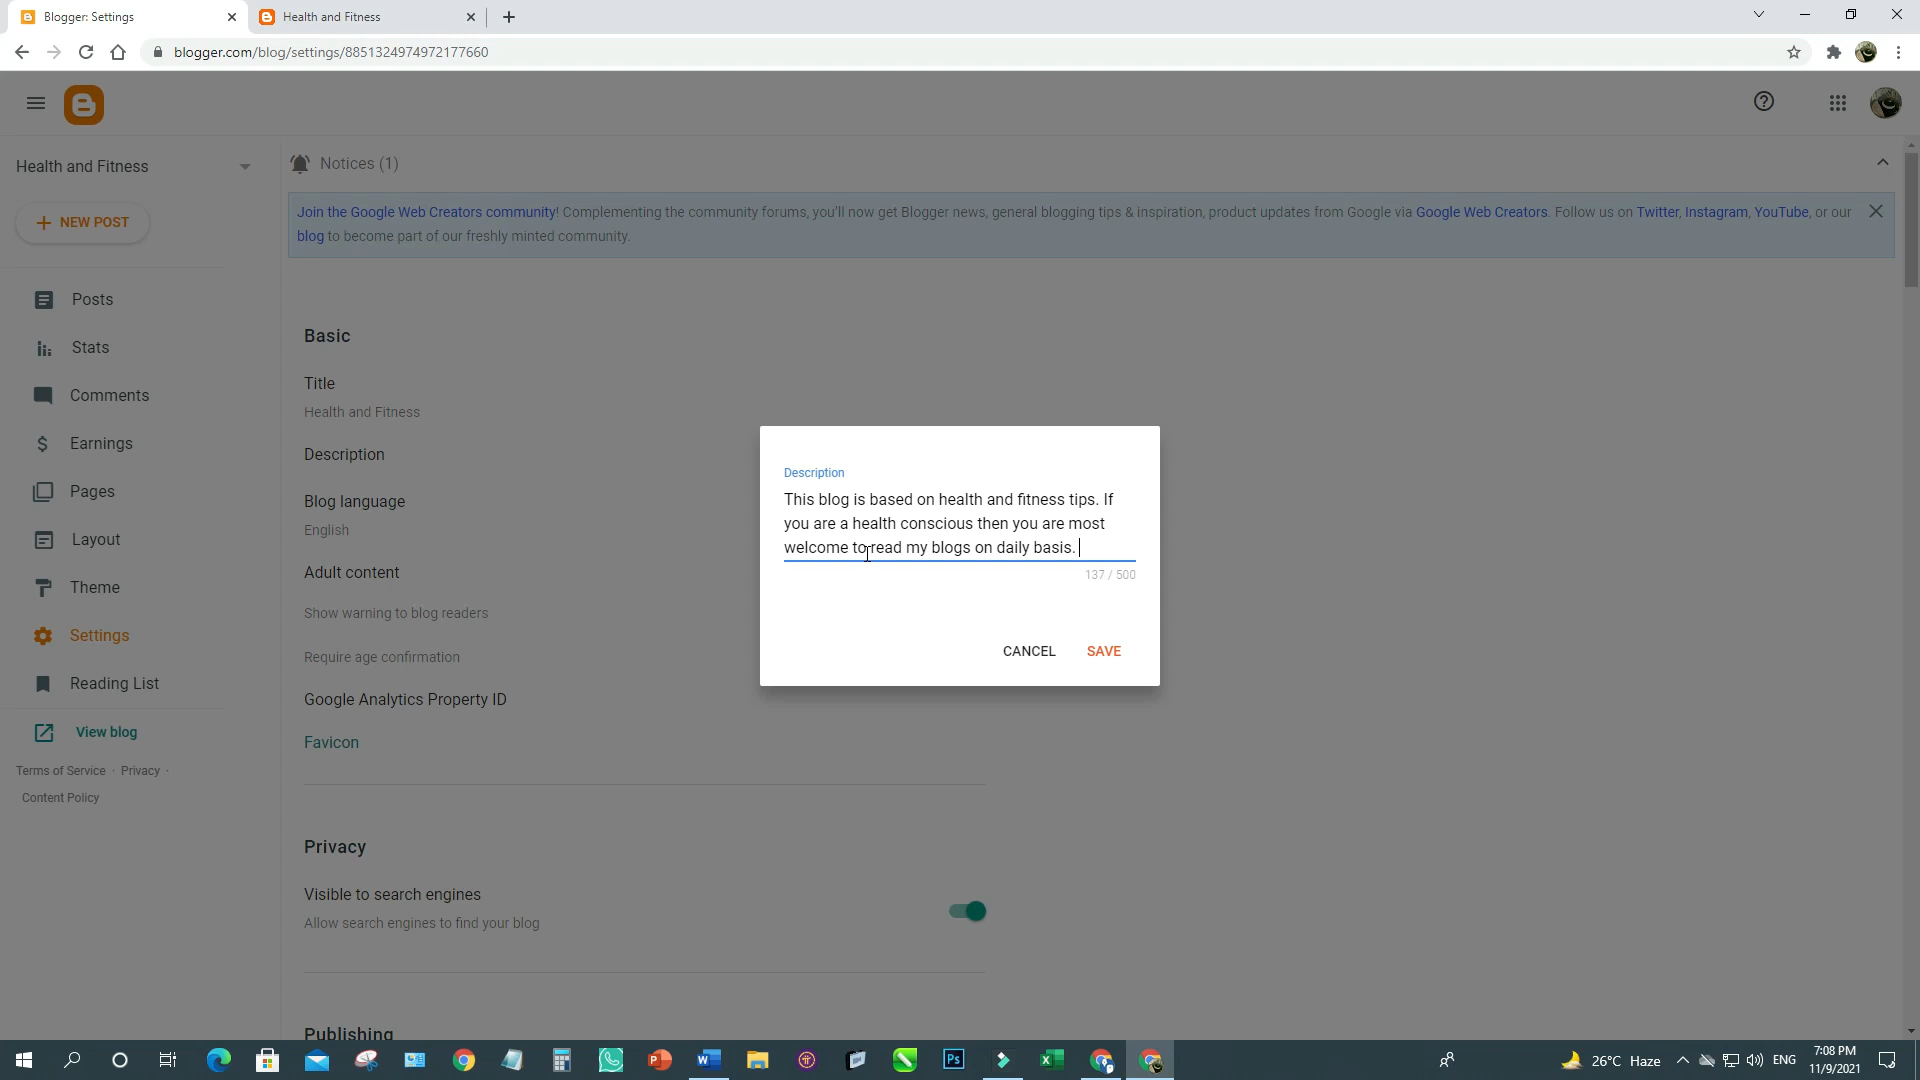 Blogger: Settings
Health and Fitness
blogger.com/blog/settings/8851324974972177660
Health and Fitness
Notices (1)
NEW POST
Join the Google Web Creators community! Complementing the community forums, you'll now get Blogger news, general blogging tips & inspiration, product updates from Google via Google Web Creators. Follow us on Twitter, Instagram, YouTube, or our
blog to become part of our freshly minted community.
Posts
Stats
Comments
Earnings
Pages
Layout
Theme
Settings
Reading List
View blog
Terms of Service · Privacy ·
Content Policy
Basic
Title
Health and Fitness
Description
Blog language
English
Adult content
Show warning to blog readers
Require age confirmation
Google Analytics Property ID
Favicon
Privacy
Visible to search engines
Allow search engines to find your blog
Publishing
Description
This blog is based on health and fitness tips. If
you are a health conscious then you are most
welcome to read my blogs on daily basis.
137 / 500
CANCEL
SAVE
Ps
26°C Haze
ENG
7:08 PM
11/9/2021